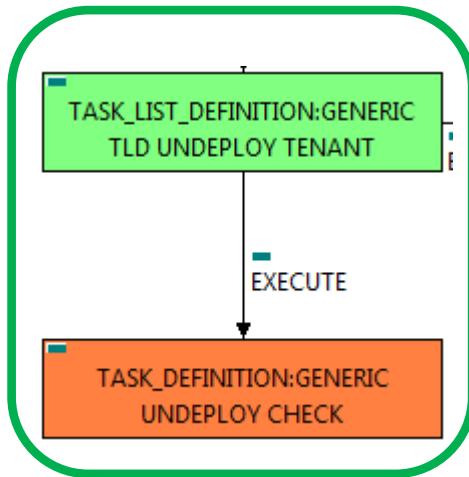 TASK_LIST_DEFINITION:GENERIC
TLD UNDEPLOY TENANT
EXECUTE
TASK_DEFINITION:GENERIC
UNDEPLOY CHECK